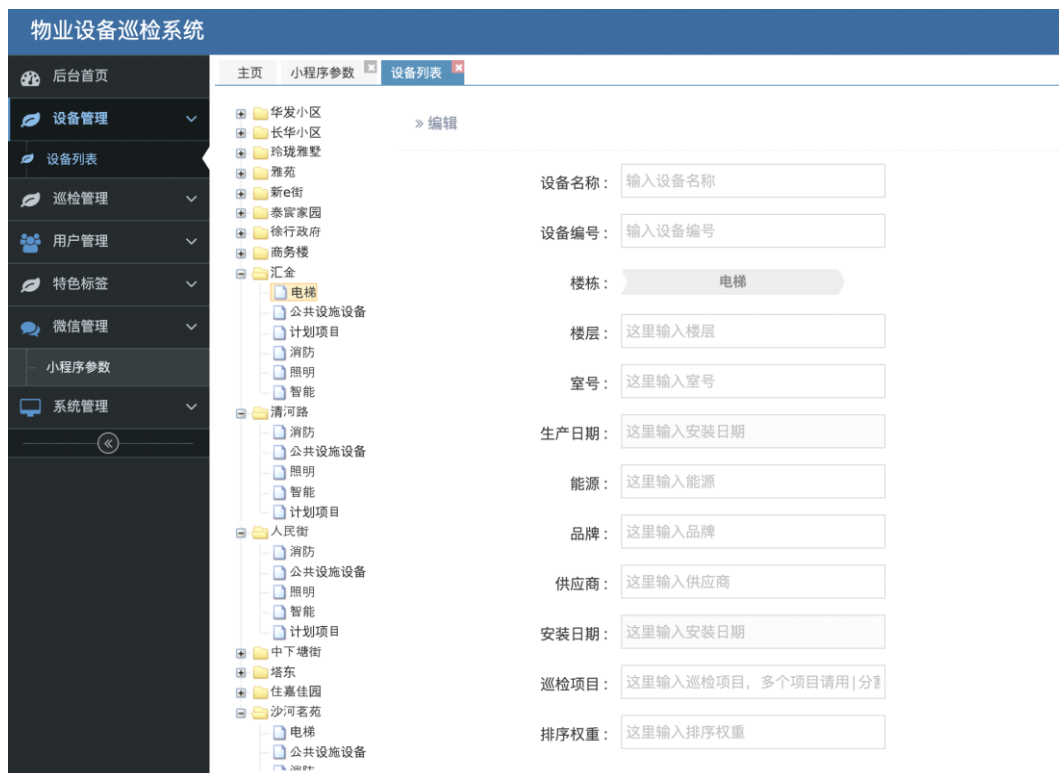 物业设备巡检系统
后台首页
设备管理
设备列表
巡检管理
用户管理
特色标签
微信管理
小程序参数
系统管理
主页 小程序参数 设备列表
华发小区
长华小区
玲珑雅墅
雅苑
新e街
泰宸家园
徐行政府
商务楼
汇金
电梯
公共设施设备
计划项目
消防
照明
智能
清河路
消防
公共设施设备
照明
智能
计划项目
人民街
消防
公共设施设备
照明
智能
计划项目
中下塘街
塔东
住嘉佳园
沙河茗苑
电梯
公共设施设备
消防
» 编辑
设备名称： 输入设备名称
设备编号： 输入设备编号
楼栋： 电梯
楼层： 这里输入楼层
室号： 这里输入室号
生产日期： 这里输入安装日期
能源： 这里输入能源
品牌： 这里输入品牌
供应商： 这里输入供应商
安装日期： 这里输入安装日期
巡检项目： 这里输入巡检项目，多个项目请用|分割
排序权重： 这里输入排序权重